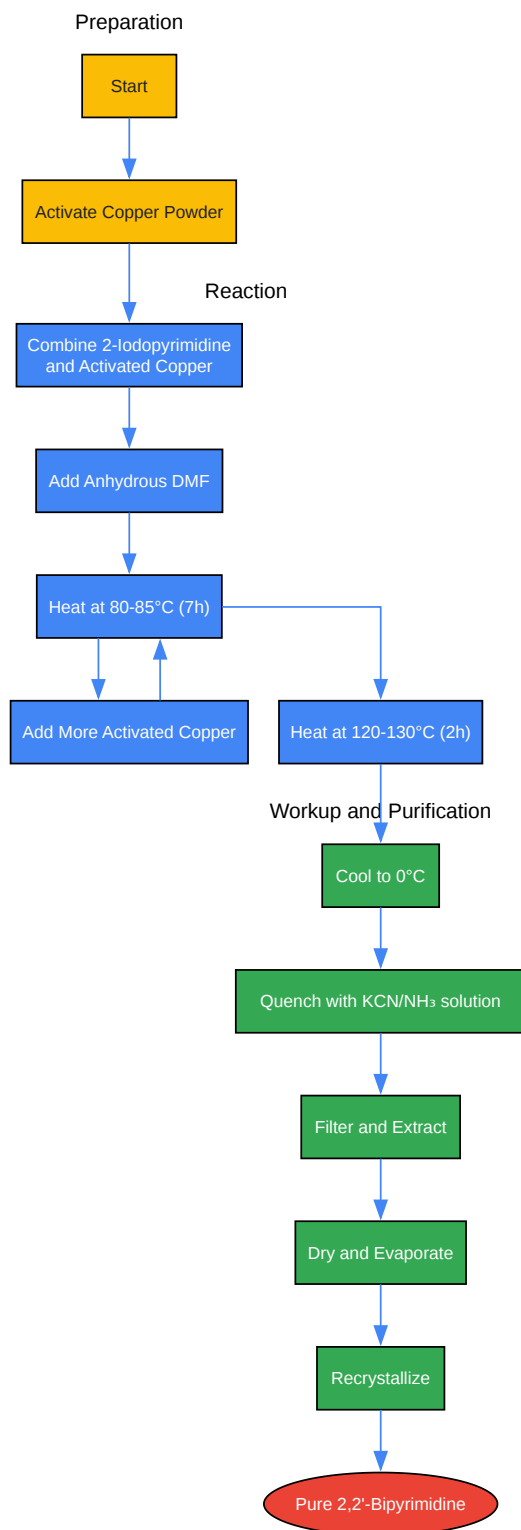 Preparation
Start
Activate Copper Powder
Reaction
Combine 2-Iodopyrimidine
and Activated Copper
Add Anhydrous DMF
Heat at 80-85°C (7h)
Add More Activated Copper
Heat at 120-130°C (2h)
Workup and Purification
Cool to 0°C
Quench with KCN/NH₃ solution
Filter and Extract
Dry and Evaporate
Recrystallize
Pure 2,2'-Bipyrimidine